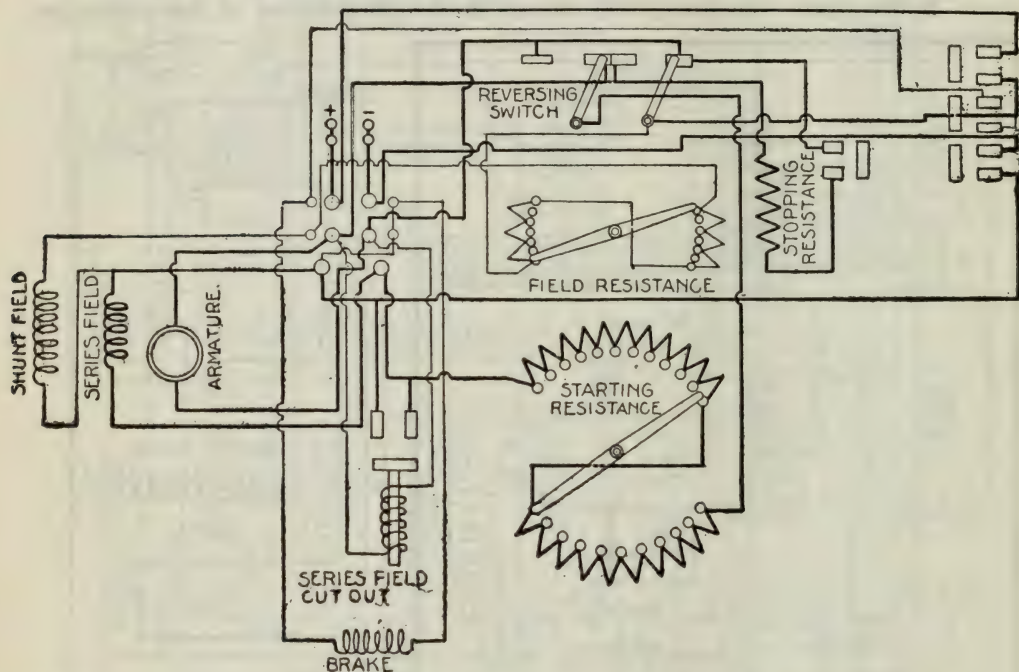 REVERSING
SWITCH
+
-
STOPPING
RESISTANCE
FIELD RESISTANCE
SHUNT FIELD
SERIES FIELD
ARMATURE.
STARTING
RESISTANCE
SERIES FIELD
CUT OUT
BRAKE